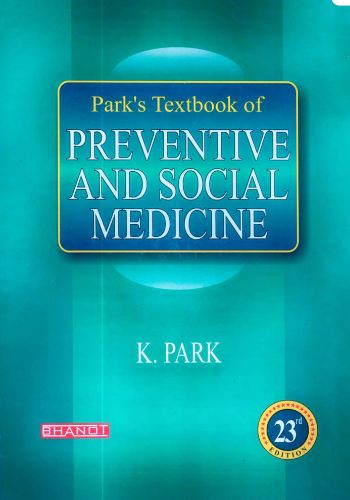 Park's Textbook of
PREVENTIVE
AND SOCIAL
MEDICINE
K. PARK
BHANOT
23rd
EDITION